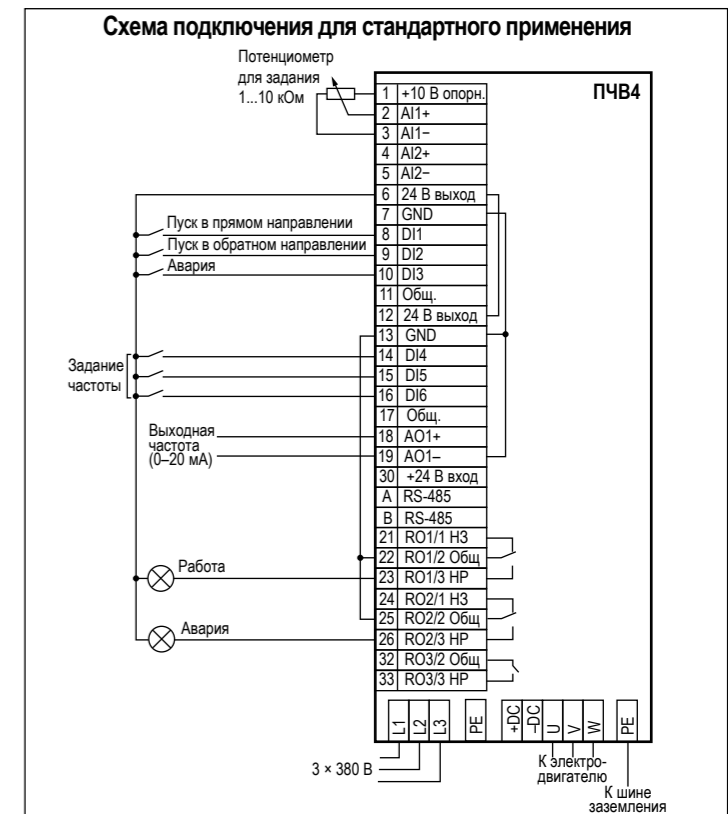 Схема подключения для стандартного применения
Потенциометр
для задания
1...10 кОм
ПЧВ4
1 +10 В опорн.
2 AI1+
3 AI1−
4 AI2+
5 AI2−
6 24 В выход
7 GND
Пуск в прямом направлении
8 DI1
Пуск в обратном направлении
9 DI2
Авария
10 DI3
11 Общ.
12 24 В выход
13 GND
14 DI4
Задание
частоты
15 DI5
16 DI6
17 Общ.
Выходная
частота
(0–20 мА)
18 AO1+
19 AO1–
30 +24 В вход
A RS-485
B RS-485
21 RO1/1 НЗ
22 RO1/2 Общ
Работа
23 RO1/3 НР
24 RO2/1 НЗ
25 RO2/2 Общ
Авария
26 RO2/3 НР
32 RO3/2 Общ
33 RO3/3 НР
L1 L2 L3 PE +DC −DC U V W PE
3 × 380 В
К электро-
двигателю
К шине
заземления